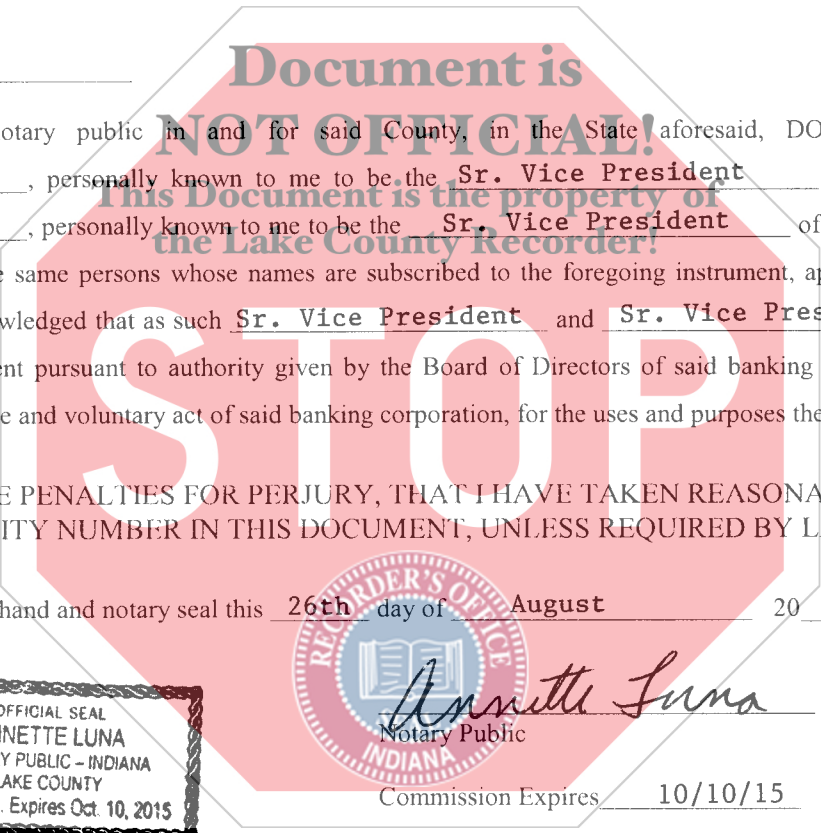 Document is
NOT OFFICIAL!
This Document is the property of
the Lake County Recorder!
STOP
otary public in and for said County, in the State aforesaid, DO
, personally known to me to be the Sr. Vice President
, personally known to me to be the Sr. Vice President of
e same persons whose names are subscribed to the foregoing instrument, ap
wledged that as such Sr. Vice President and Sr. Vice Pres
ent pursuant to authority given by the Board of Directors of said banking
e and voluntary act of said banking corporation, for the uses and purposes the
E PENALTIES FOR PERJURY, THAT I HAVE TAKEN REASONA
ITY NUMBER IN THIS DOCUMENT, UNLESS REQUIRED BY L
hand and notary seal this 26th day of August 20
RECORDER'S OFFICE
INDIANA
Annette Luna
Notary Public
Commission Expires 10/10/15
OFFICIAL SEAL
NETTE LUNA
Y PUBLIC – INDIANA
AKE COUNTY
. Expires Oct. 10, 2015